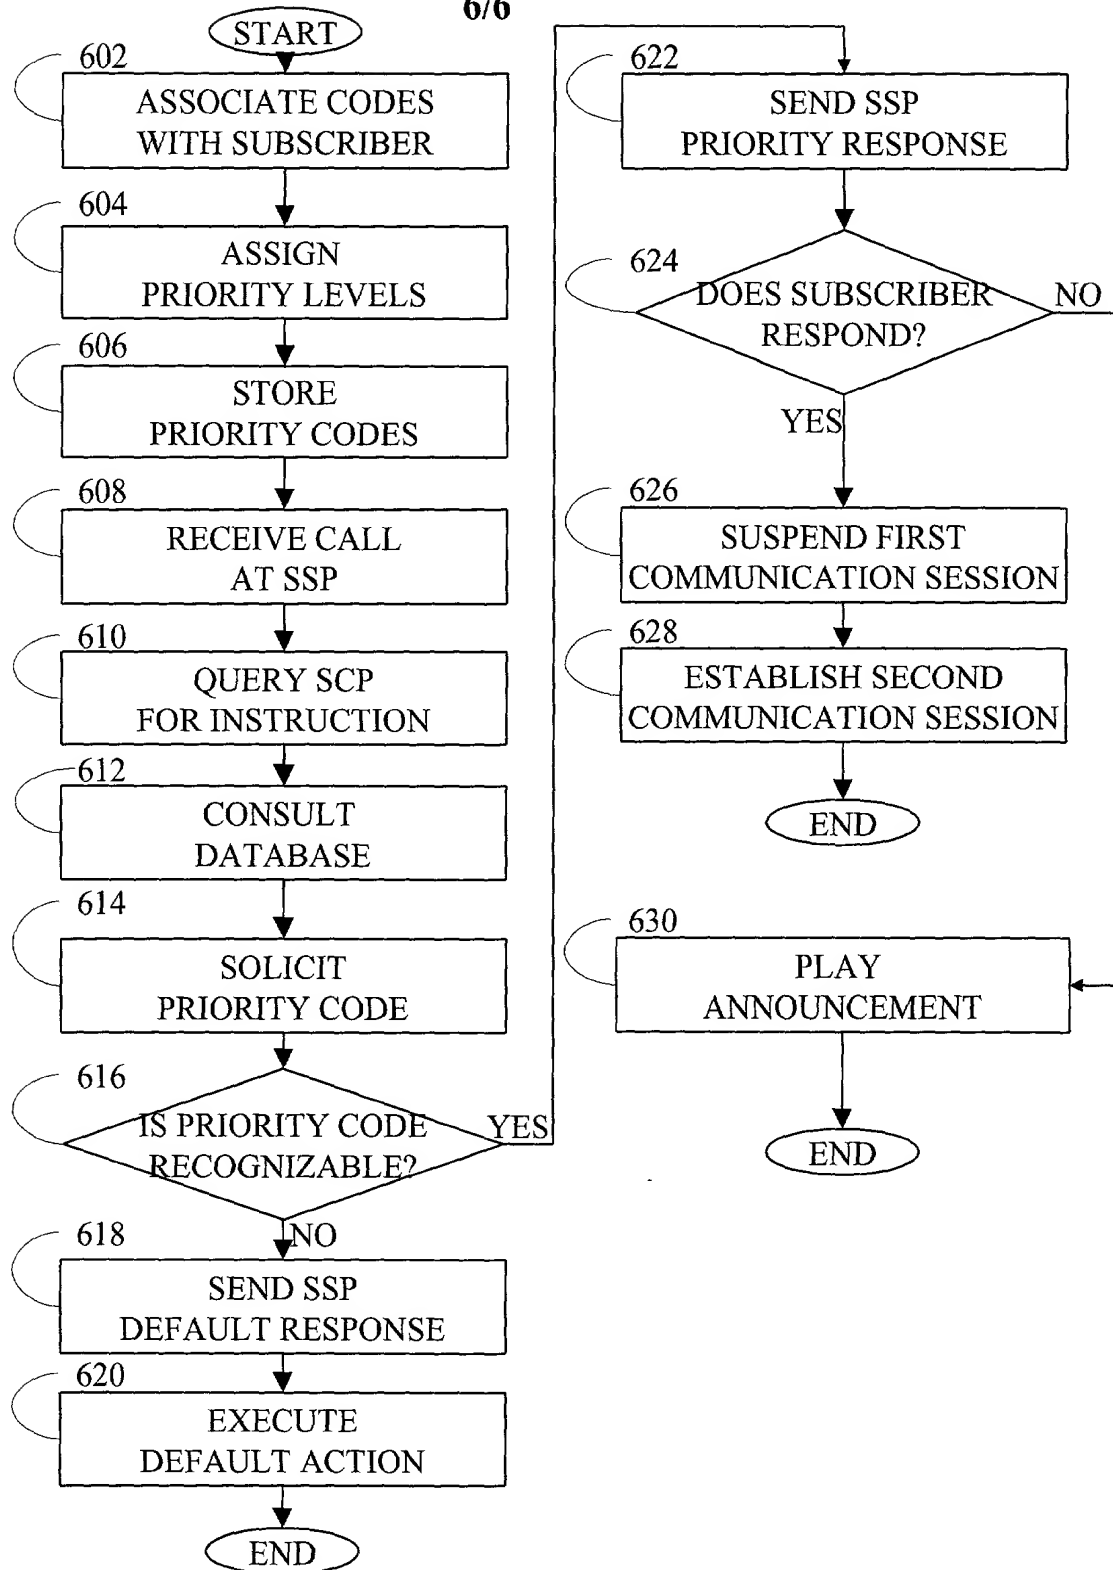 6/6
START
602
ASSOCIATE CODES
WITH SUBSCRIBER
604
ASSIGN
PRIORITY LEVELS
606
STORE
PRIORITY CODES
608
RECEIVE CALL
AT SSP
610
QUERY SCP
FOR INSTRUCTION
612
CONSULT
DATABASE
614
SOLICIT
PRIORITY CODE
616
IS PRIORITY CODE
RECOGNIZABLE?
YES
NO
618
SEND SSP
DEFAULT RESPONSE
620
EXECUTE
DEFAULT ACTION
END
622
SEND SSP
PRIORITY RESPONSE
624
DOES SUBSCRIBER
RESPOND?
NO
YES
626
SUSPEND FIRST
COMMUNICATION SESSION
628
ESTABLISH SECOND
COMMUNICATION SESSION
END
630
PLAY
ANNOUNCEMENT
END